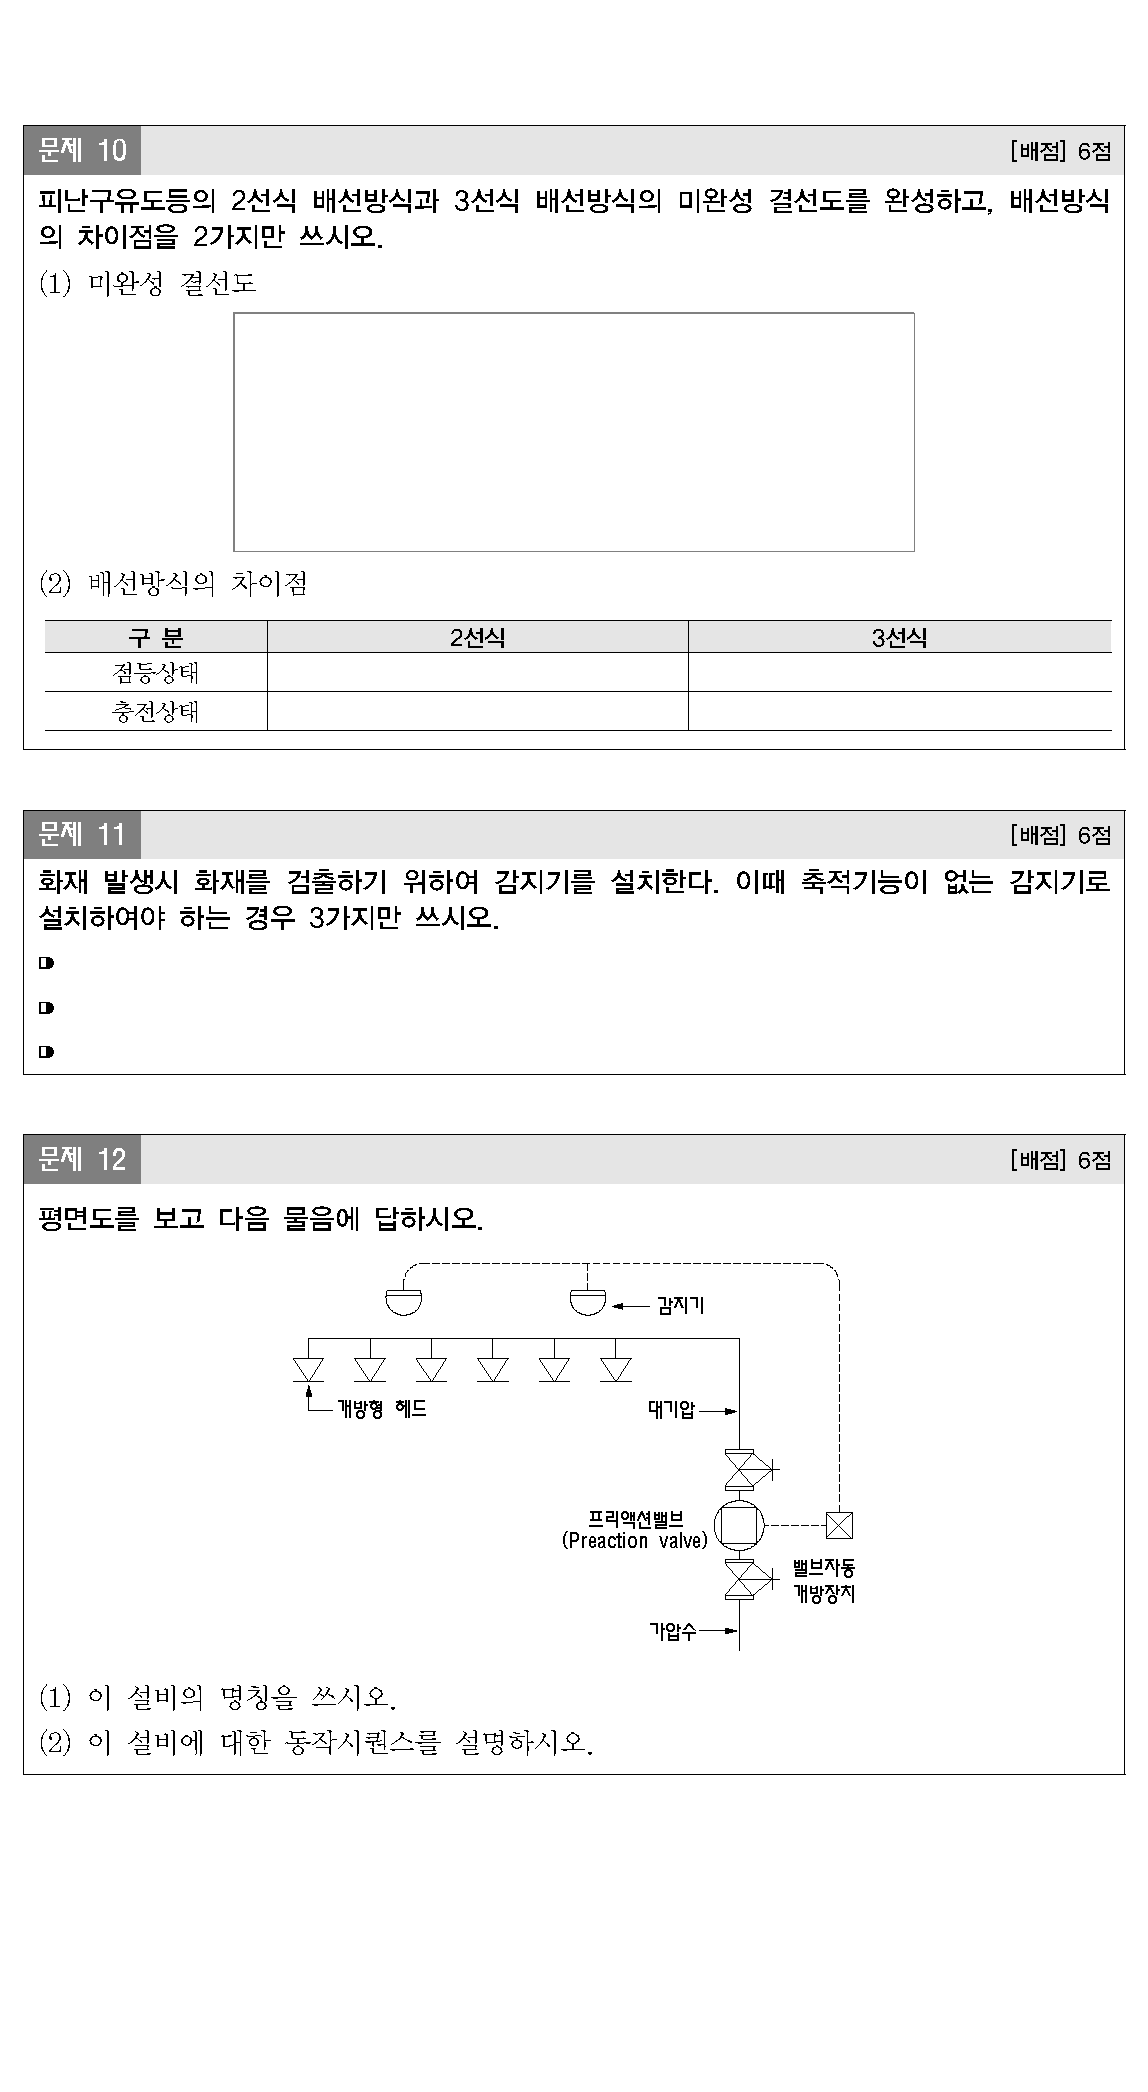 문제 10 [배점] 6점
피난구유도등의 2선식 배선방식과 3선식 배선방식의 미완성 결선도를 완성하고, 배선방식
의 차이점을 2가지만 쓰시오.
(1) 미완성 결선도
(2) 배선방식의 차이점
구 분 2선식 3선식
점등상태
충전상태
문제 11 [배점] 6점
화재 발생시 화재를 검출하기 위하여 감지기를 설치한다. 이때 축적기능이 없는 감지기로
설치하여야 하는 경우 3가지만 쓰시오.
문제 12 [배점] 6점
평면도를 보고 다음 물음에 답하시오.
감지기
개방형 헤드
대기압
프리액션밸브
(Preaction valve)
밸브자동
개방장치
가압수
(1) 이 설비의 명칭을 쓰시오.
(2) 이 설비에 대한 동작시퀀스를 설명하시오.